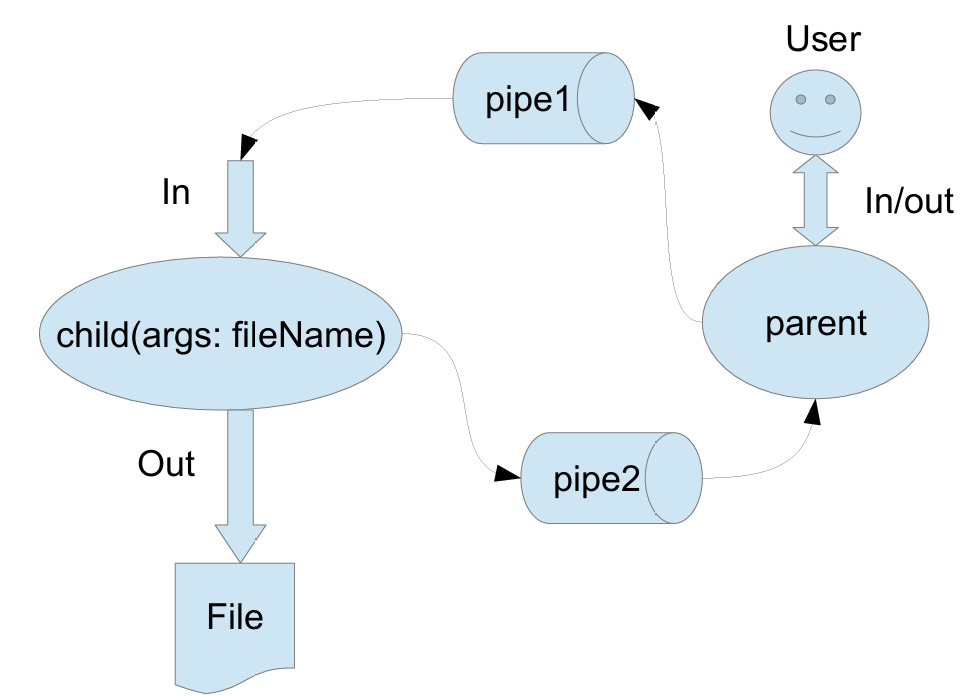 User
pipe1
In
In/out
child(args: fileName)
parent
Out
pipe2
File